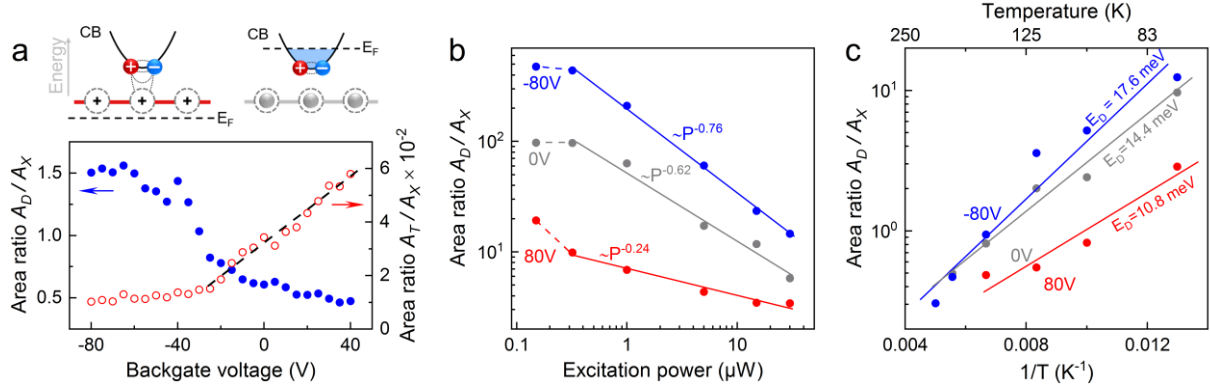 a
Energy
CB
+ −
+ + +
E_F
CB
E_F
+ −
Area ratio A_D / A_X
1.5
1.0
0.5
6
4
2
0
Area ratio A_T / A_X × 10^-2
-80 -40 0 40
Backgate voltage (V)
b
Area ratio A_D / A_X
10^2
10^1
-80V
~P^-0.76
0V
~P^-0.62
80V
~P^-0.24
0.1 1 10
Excitation power (µW)
c
Temperature (K)
250 125 83
Area ratio A_D / A_X
10^1
10^0
E_D = 17.6 meV
E_D=14.4 meV
E_D=10.8 meV
-80V
0V
80V
0.004 0.008 0.012
1/T (K^-1)